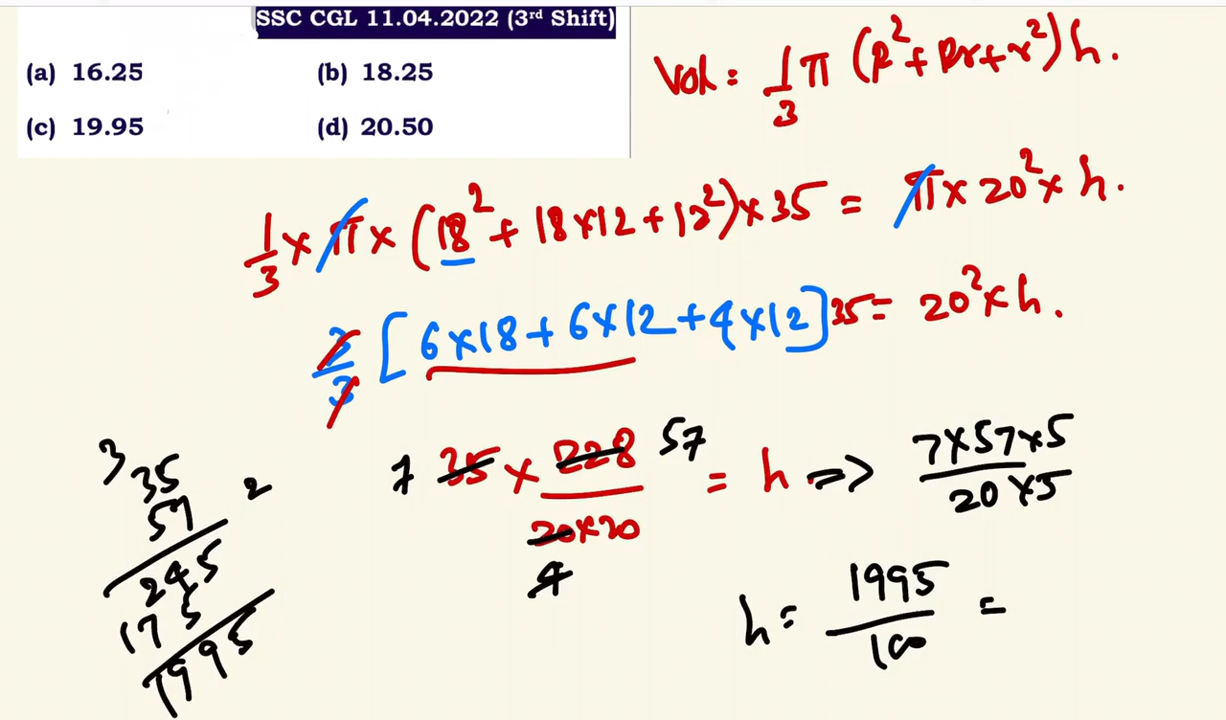 SSC CGL 11.04.2022 (3rd Shift)
(a) 16.25 (b) 18.25
(c) 19.95 (d) 20.50
Vol = 1/3 π (R² + Rr + r²) h.
1/3 × π × (18² + 18×12 + 12²) × 35 = π × 20² × h.
2/3 [6×18 + 6×12 + 4×12] 35 = 20² × h.
7 35 × 228/20×20 57 = h ⇒ 7×57×5/20×5
4
3
35
57 2
245
175
1995
h = 1995/100 =